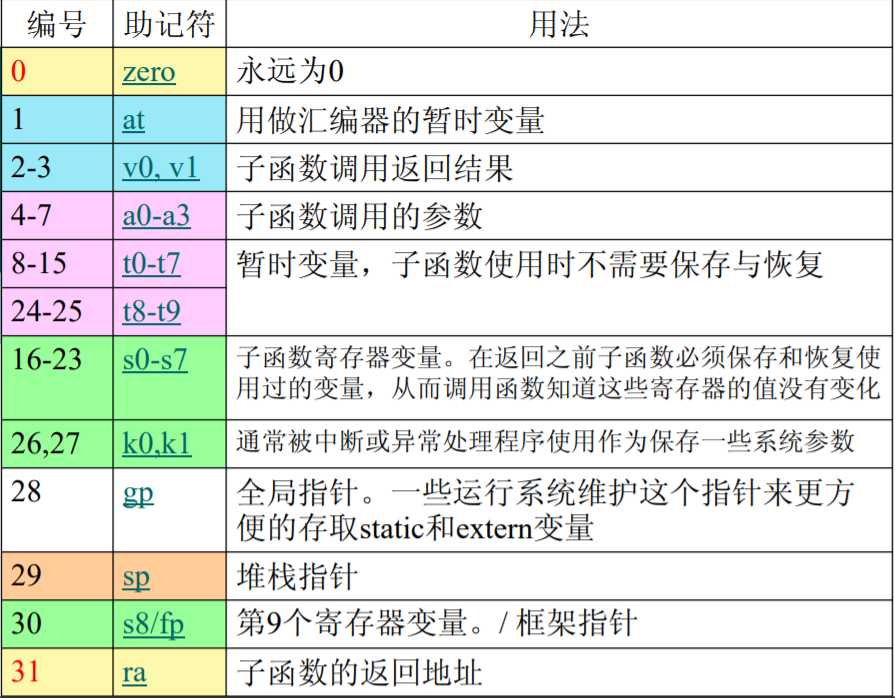 编号 助记符 用法
0 zero 永远为0
1 at 用做汇编器的暂时变量
2-3 v0, v1 子函数调用返回结果
4-7 a0-a3 子函数调用的参数
8-15 t0-t7 暂时变量，子函数使用时不需要保存与恢复
24-25 t8-t9
16-23 s0-s7 子函数寄存器变量。在返回之前子函数必须保存和恢复使
用过的变量，从而调用函数知道这些寄存器的值没有变化
26,27 k0,k1 通常被中断或异常处理程序使用作为保存一些系统参数
28 gp 全局指针。一些运行系统维护这个指针来更方
便的存取static和extern变量
29 sp 堆栈指针
30 s8/fp 第9个寄存器变量。/ 框架指针
31 ra 子函数的返回地址